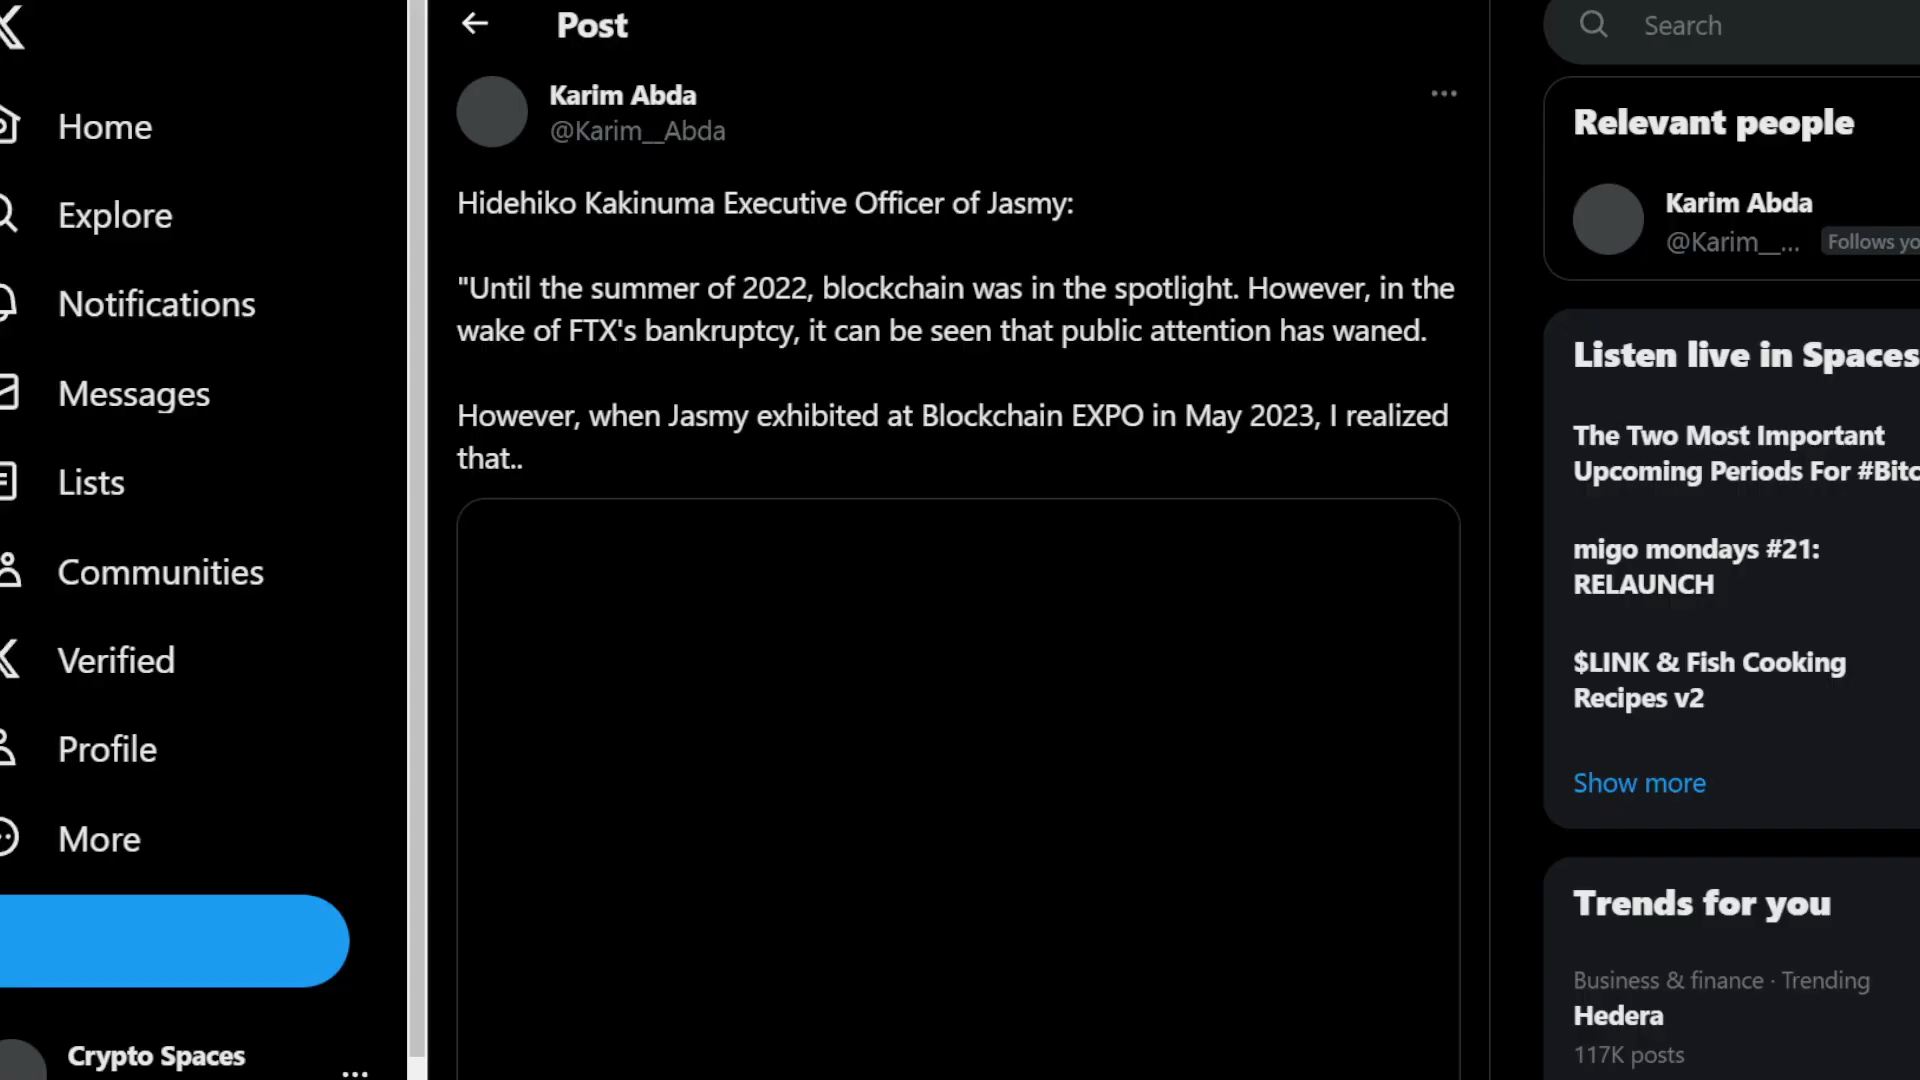 Home
Explore
Notifications
Messages
Lists
Communities
Verified
Profile
More
Crypto Spaces
Post
Karim Abda
@Karim__Abda
Hidehiko Kakinuma Executive Officer of Jasmy:
"Until the summer of 2022, blockchain was in the spotlight. However, in the
wake of FTX's bankruptcy, it can be seen that public attention has waned.
However, when Jasmy exhibited at Blockchain EXPO in May 2023, I realized
that..
Search
Relevant people
Karim Abda
@Karim__... Follows yo
Listen live in Spaces
The Two Most Important
Upcoming Periods For #Bitc
migo mondays #21:
RELAUNCH
$LINK & Fish Cooking
Recipes v2
Show more
Trends for you
Business & finance · Trending
Hedera
117K posts